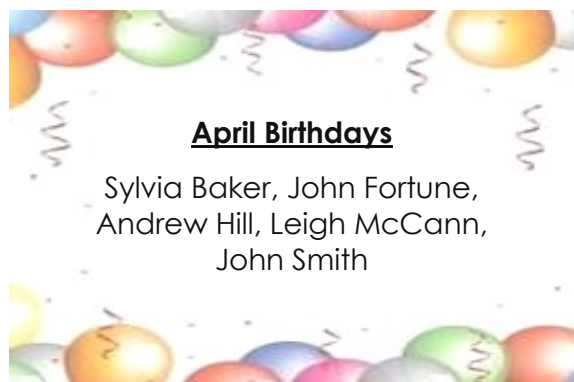 April Birthdays
Sylvia Baker, John Fortune,
Andrew Hill, Leigh McCann,
John Smith